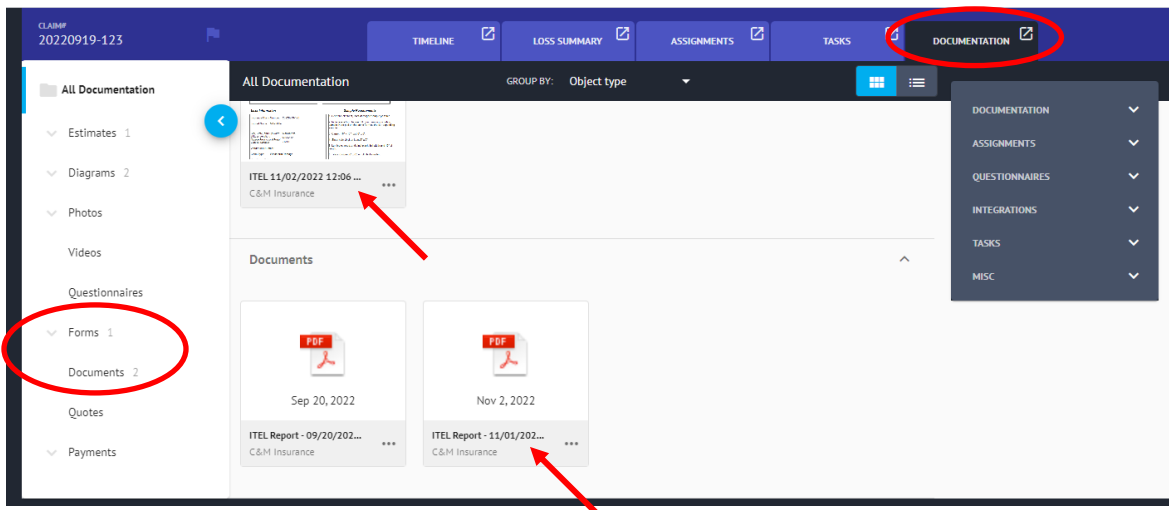 CLAIM#
20220919-123
TIMELINE
LOSS SUMMARY
ASSIGNMENTS
TASKS
DOCUMENTATION
All Documentation
Estimates 1
Diagrams 2
Photos
Videos
Questionnaires
Forms 1
Documents 2
Quotes
Payments
All Documentation
GROUP BY: Object type
ITEL 11/02/2022 12:06 ...
C&M Insurance
Documents
PDF
Sep 20, 2022
ITEL Report - 09/20/202...
C&M Insurance
PDF
Nov 2, 2022
ITEL Report - 11/01/202...
C&M Insurance
DOCUMENTATION
ASSIGNMENTS
QUESTIONNAIRES
INTEGRATIONS
TASKS
MISC